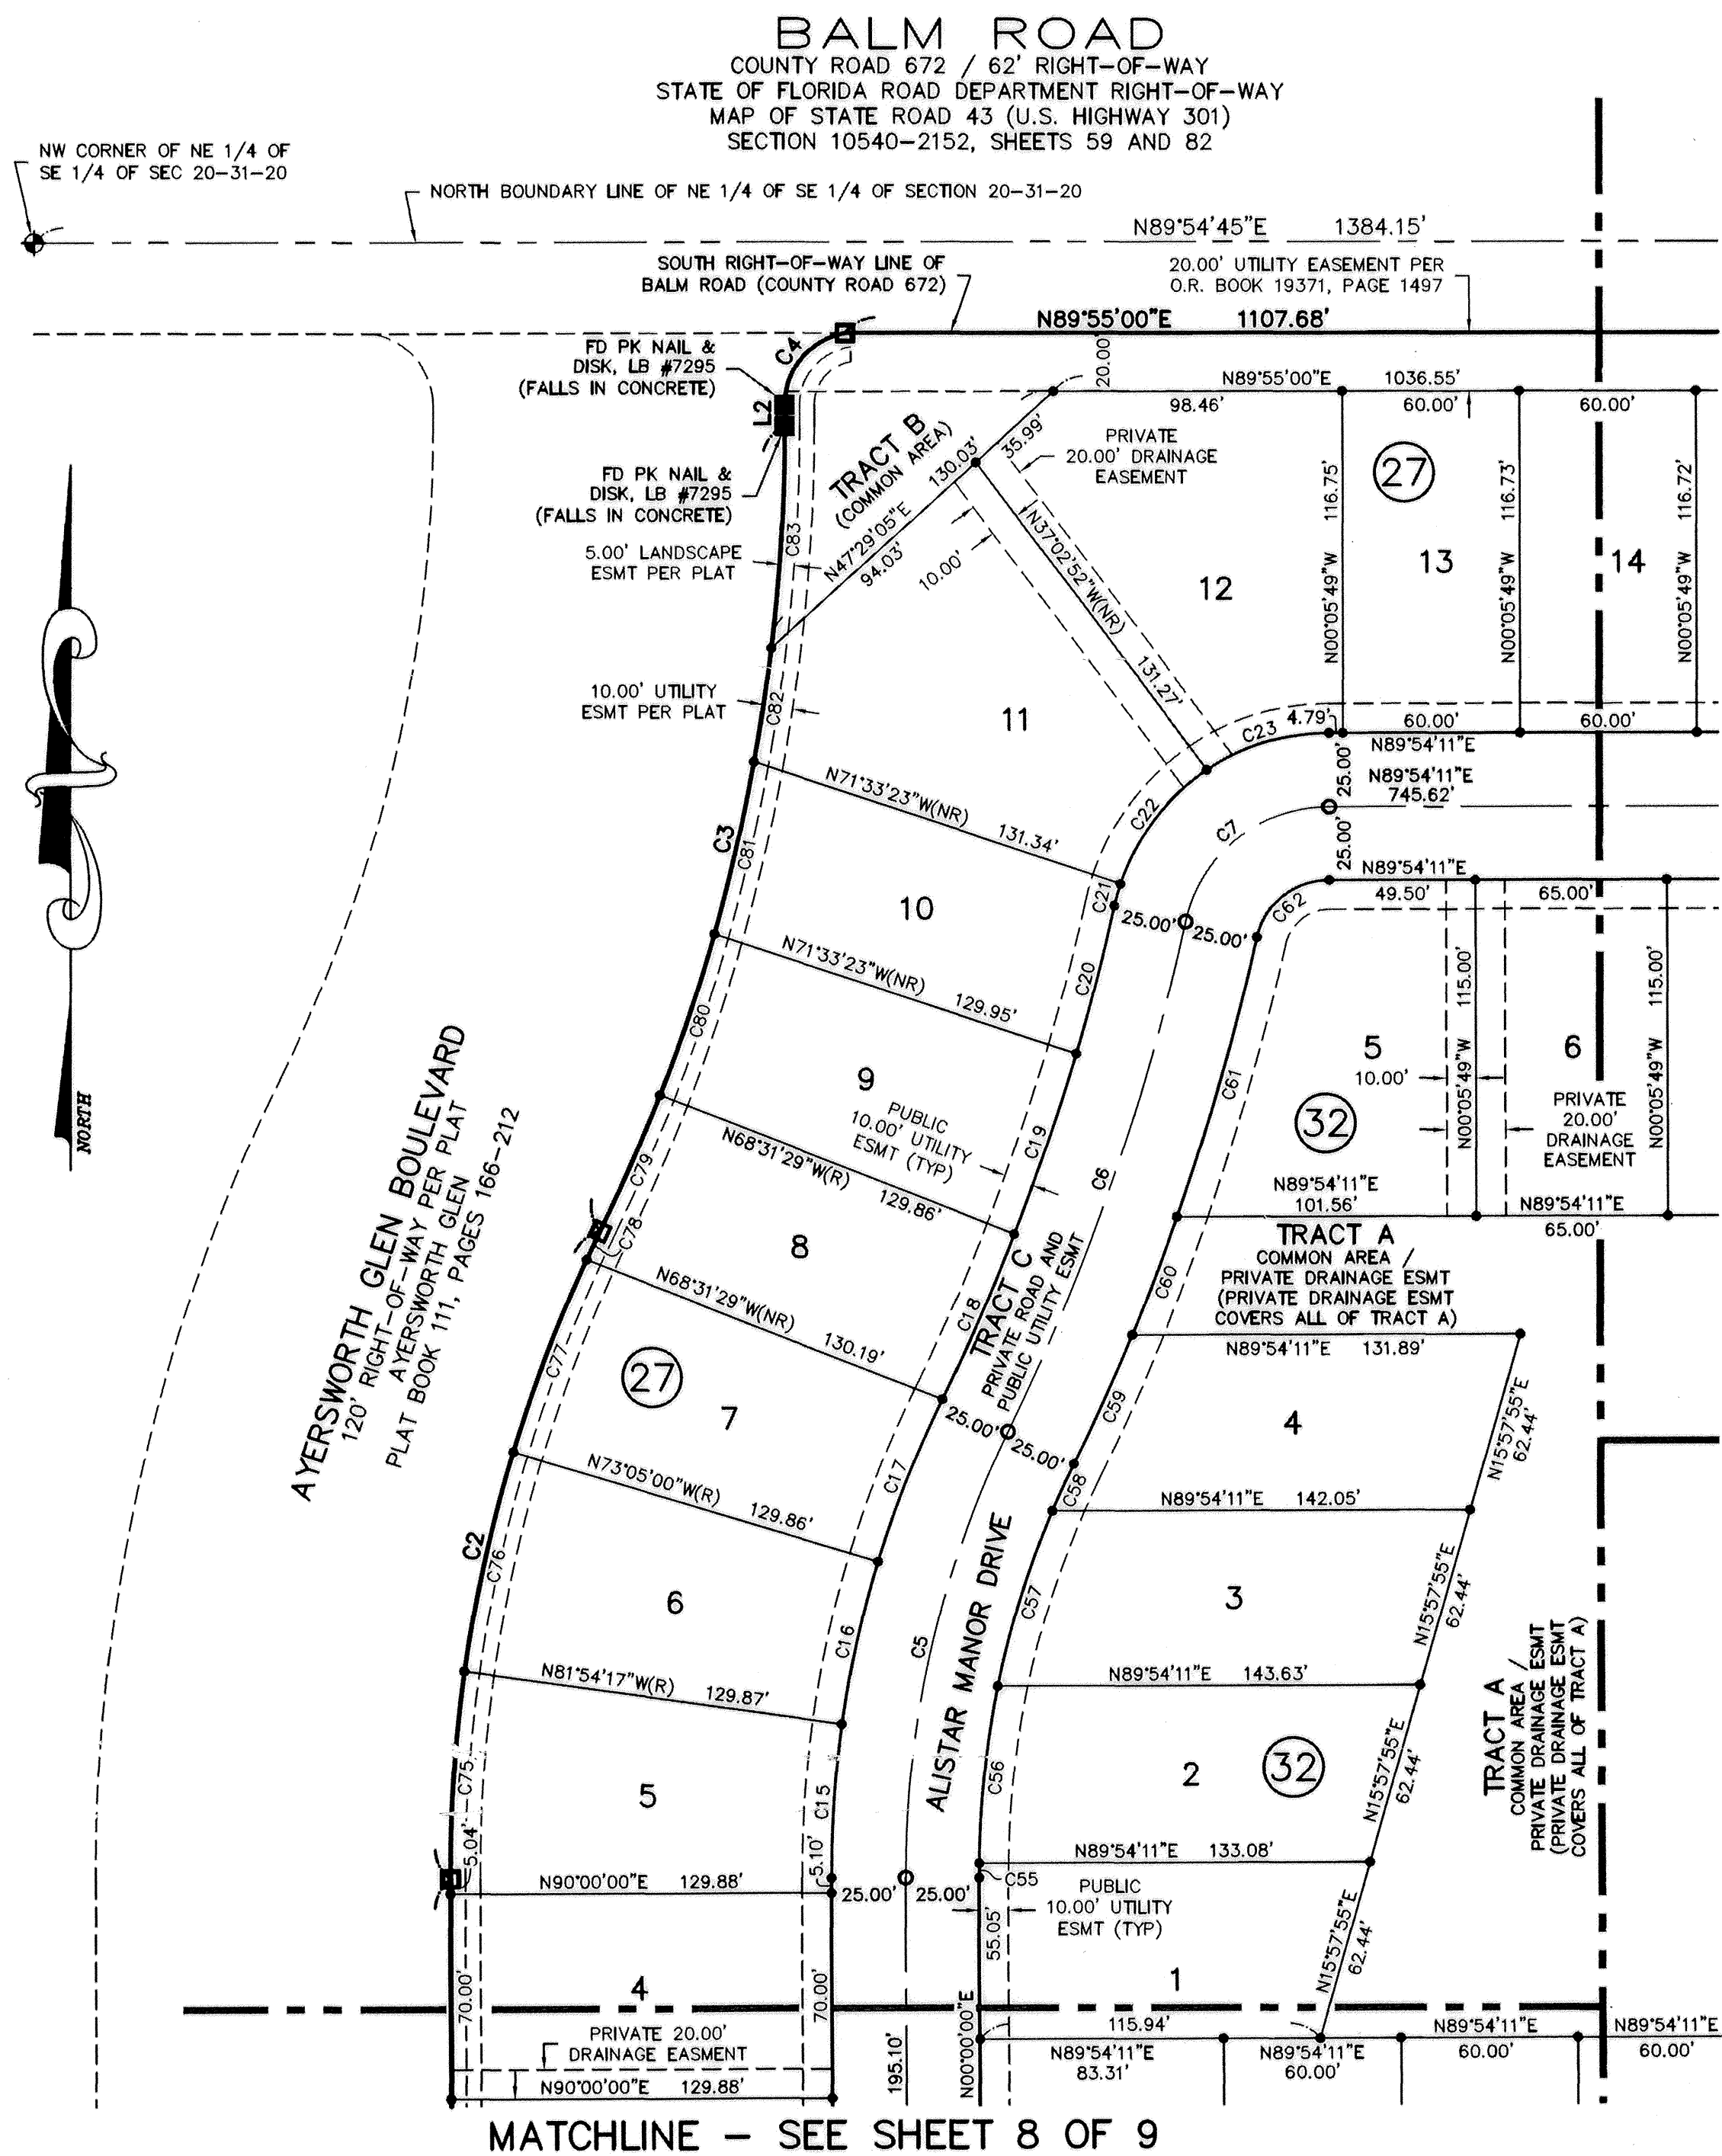 BALM ROAD
COUNTY ROAD 672 / 62' RIGHT-OF-WAY
STATE OF FLORIDA ROAD DEPARTMENT RIGHT-OF-WAY
MAP OF STATE ROAD 43 (U.S. HIGHWAY 301)
SECTION 10540-2152, SHEETS 59 AND 82
NW CORNER OF NE 1/4 OF
SE 1/4 OF SEC 20-31-20
NORTH BOUNDARY LINE OF NE 1/4 OF SE 1/4 OF SECTION 20-31-20
N89°54'45"E 1384.15'
SOUTH RIGHT-OF-WAY LINE OF
BALM ROAD (COUNTY ROAD 672)
20.00' UTILITY EASEMENT PER
O.R. BOOK 19371, PAGE 1497
N89°55'00"E 1107.68'
FD PK NAIL &
DISK, LB #7295
(FALLS IN CONCRETE)
C4
L2
20.00'
N89°55'00"E 1036.55'
98.46'
60.00'
60.00'
FD PK NAIL &
DISK, LB #7295
(FALLS IN CONCRETE)
TRACT B
(COMMON AREA)
130.03'
35.99'
PRIVATE
20.00' DRAINAGE
EASEMENT
27
116.75'
116.73'
116.72'
5.00' LANDSCAPE
ESMT PER PLAT
C83
N47°29'05"E
94.03'
10.00'
N37°02'52"W(NR)
131.27'
12
13
14
N00°05'49"W
N00°05'49"W
N00°05'49"W
10.00' UTILITY
ESMT PER PLAT
C82
11
C23
4.79'
60.00'
60.00'
N89°54'11"E
25.00'
N89°54'11"E
745.62'
C22
C7
25.00'
N71°33'23"W(NR)
131.34'
C3
C81
C21
25.00'
25.00'
C62
N89°54'11"E
49.50'
65.00'
10
N71°33'23"W(NR)
129.95'
C20
115.00'
115.00'
C80
9
PUBLIC
10.00' UTILITY
ESMT (TYP)
C19
C6
C61
5
6
10.00'
N00°05'49"W
N00°05'49"W
32
PRIVATE
20.00'
DRAINAGE
EASEMENT
NORTH
AYERSWORTH GLEN BOULEVARD
120' RIGHT-OF-WAY PER PLAT
AYERSWORTH GLEN
PLAT BOOK 111, PAGES 166-212
N68°31'29"W(R)
129.86'
C79
C78
8
N89°54'11"E
101.56'
N89°54'11"E
65.00'
TRACT A
COMMON AREA /
PRIVATE DRAINAGE ESMT
(PRIVATE DRAINAGE ESMT
COVERS ALL OF TRACT A)
C60
N68°31'29"W(NR)
130.19'
C18
TRACT C
PRIVATE ROAD AND
PUBLIC UTILITY ESMT
N89°54'11"E 131.89'
C77
27
7
25.00'
25.00'
C59
4
N15°57'55"E
62.44'
N73°05'00"W(R)
129.86'
C17
C58
N89°54'11"E 142.05'
C2
C76
6
C16
C5
ALISTAR MANOR DRIVE
C57
3
N15°57'55"E
62.44'
N81°54'17"W(R) 129.87'
N89°54'11"E 143.63'
TRACT A
COMMON AREA /
PRIVATE DRAINAGE ESMT
(PRIVATE DRAINAGE ESMT
COVERS ALL OF TRACT A)
C75
5
C15
C56
2
32
N15°57'55"E
62.44'
5.04'
5.10'
N89°54'11"E 133.08'
N90°00'00"E 129.88'
25.00'
25.00'
C55
PUBLIC
10.00' UTILITY
ESMT (TYP)
55.05'
N15°57'55"E
62.44'
70.00'
4
70.00'
1
PRIVATE 20.00'
DRAINAGE EASMENT
195.10'
N00°00'00"E
115.94'
N89°54'11"E
83.31'
N89°54'11"E
60.00'
N89°54'11"E
60.00'
N89°54'11"E
60.00'
N90°00'00"E 129.88'
MATCHLINE - SEE SHEET 8 OF 9